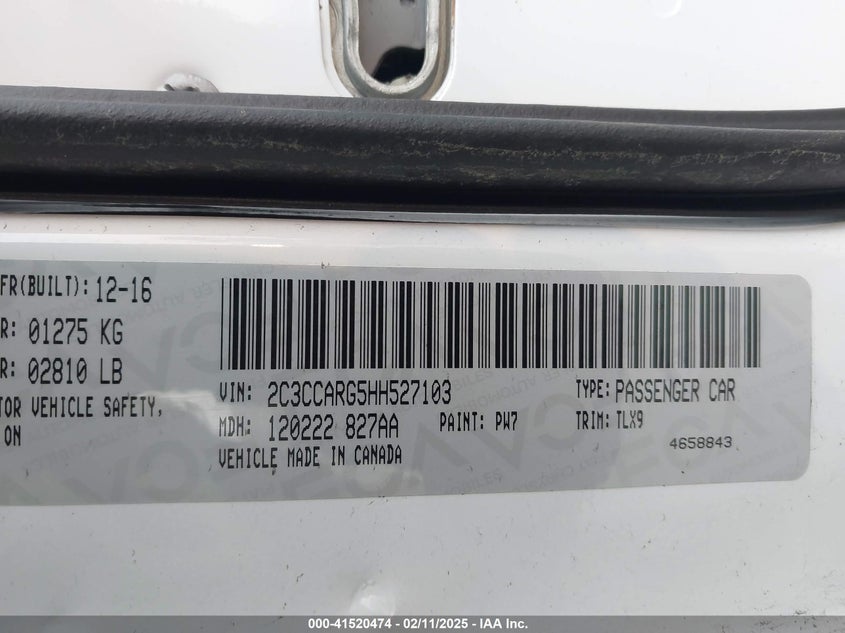 FR(BUILT): 12-16
R: 01275 KG
R: 02810 LB
TOR VEHICLE SAFETY,
ON
VIN: 2C3CCARG5HH527103
TYPE: PASSENGER CAR
MDH: 120222 827AA
PAINT: PW7
TRIM: TLX9
VEHICLE MADE IN CANADA
4658843
000-41520474 - 02/11/2025 - IAA Inc.